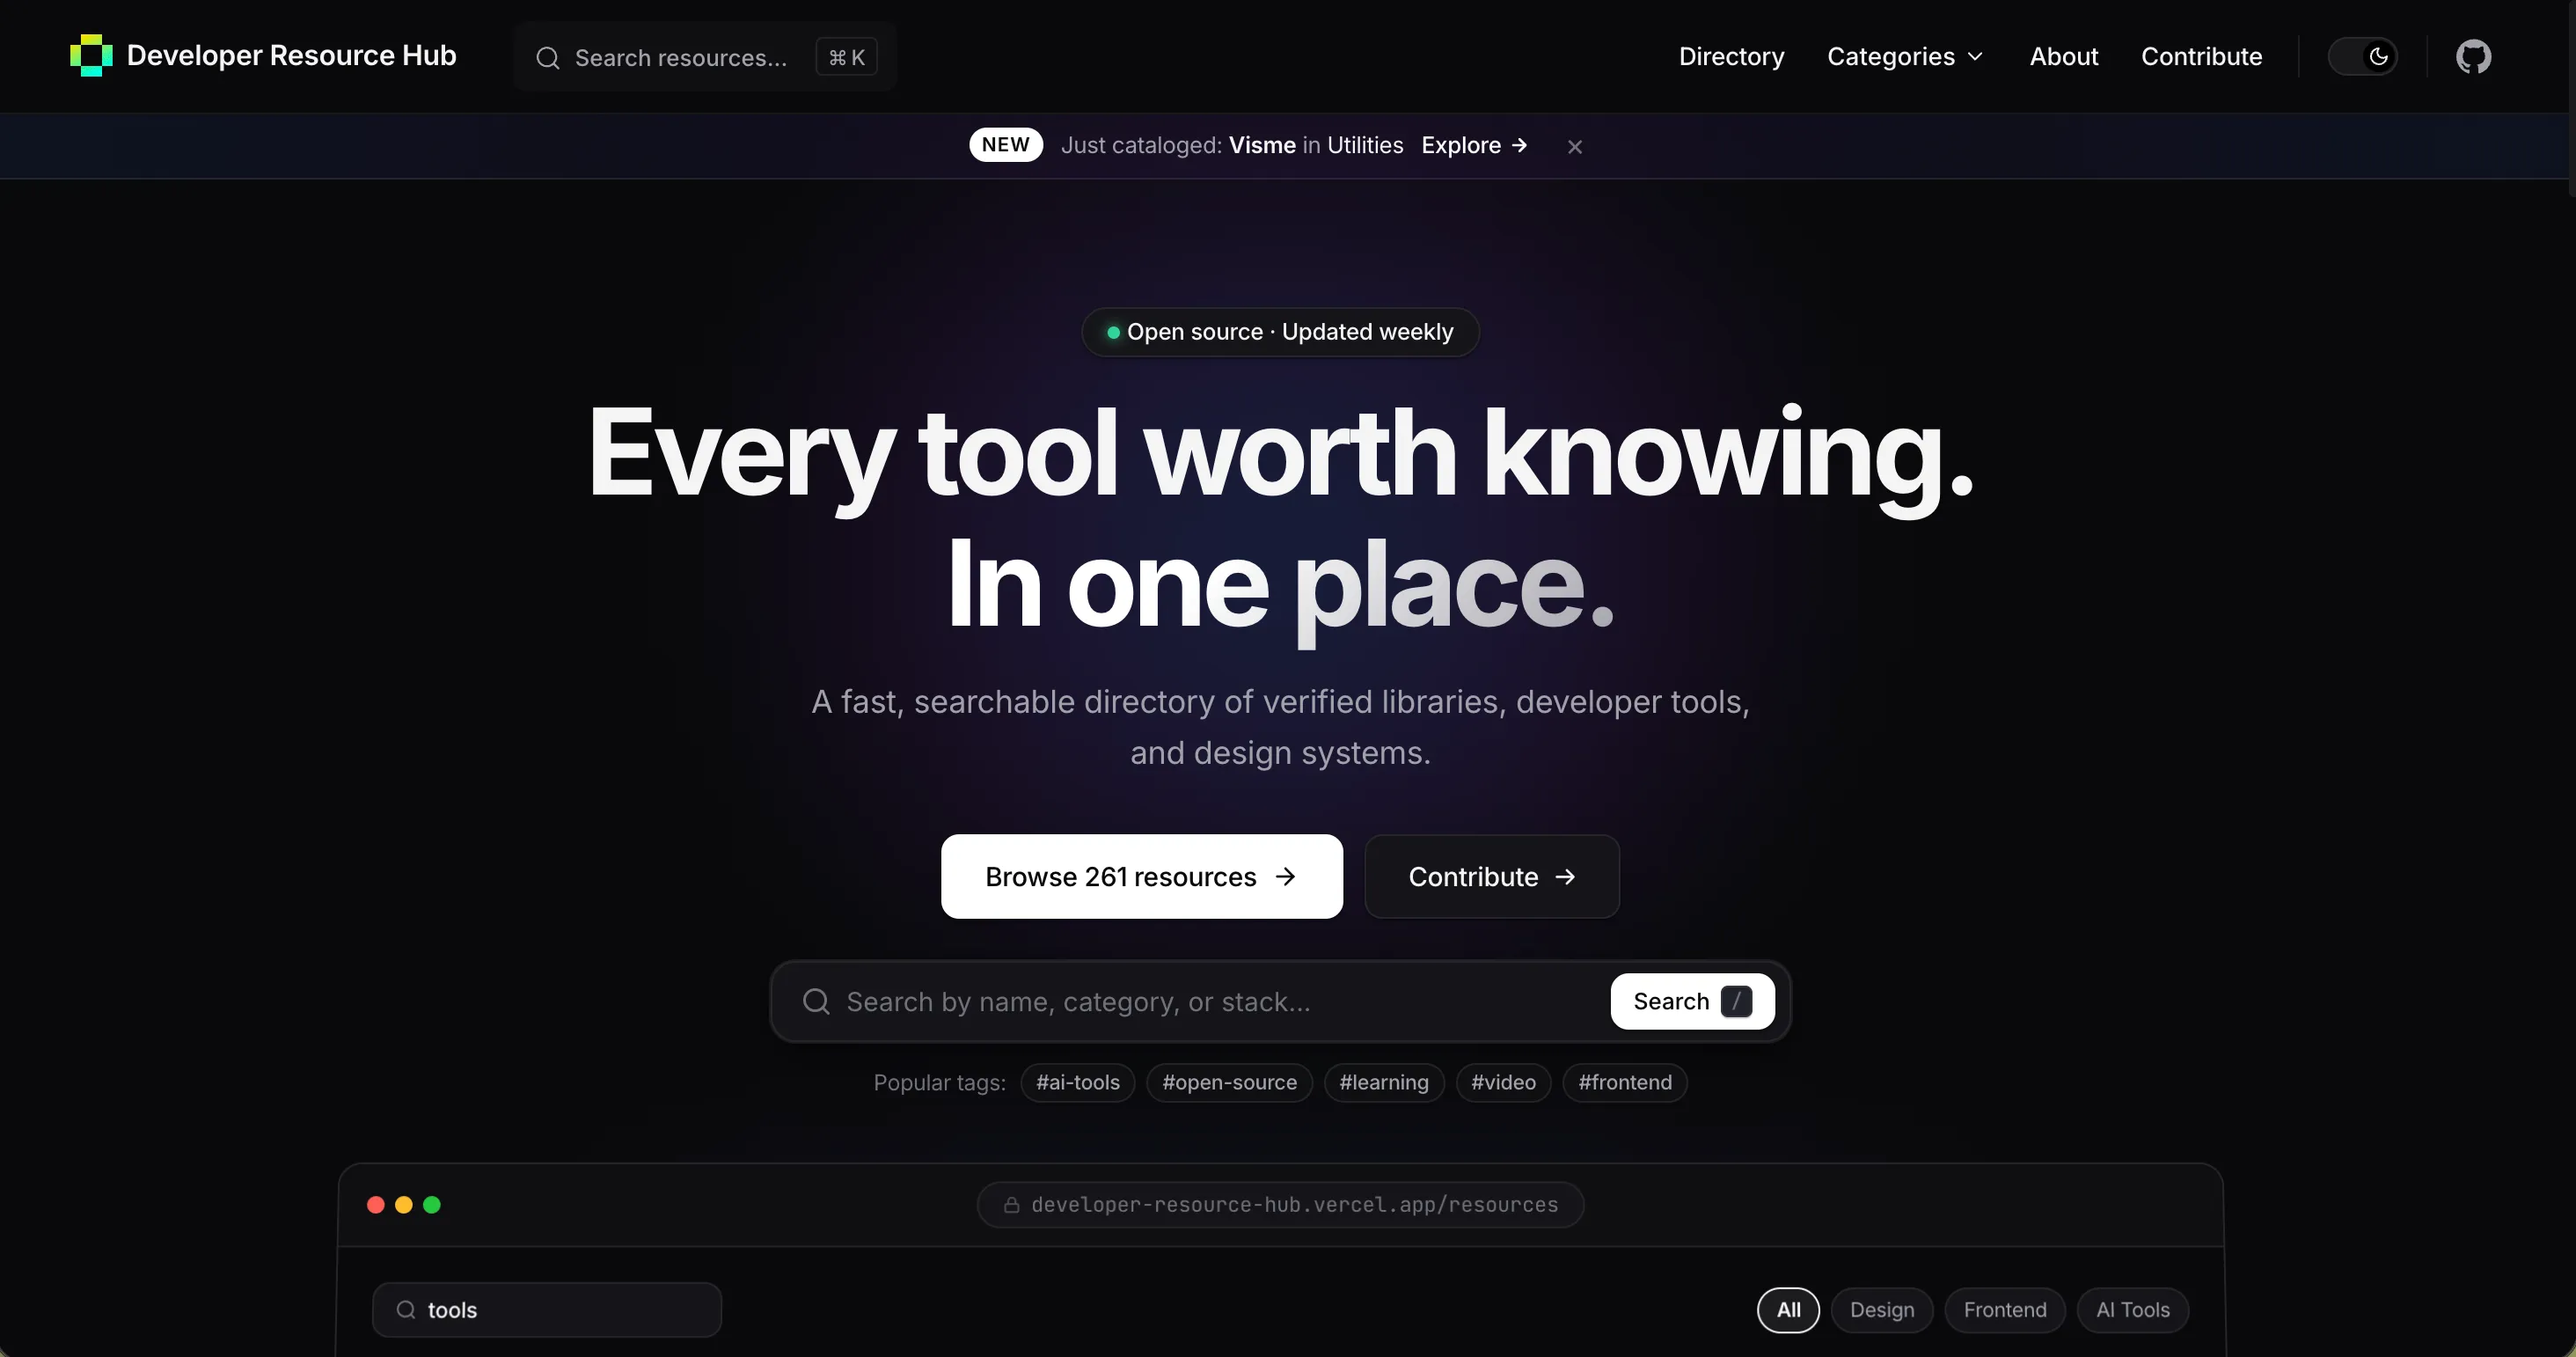 Developer Resource Hub
Search resources...
⌘ K
Directory
Categories
About
Contribute
NEW Just cataloged: Visme in Utilities Explore →
Open source · Updated weekly
Every tool worth knowing.
In one place.
A fast, searchable directory of verified libraries, developer tools,
and design systems.
Browse 261 resources →
Contribute →
Search by name, category, or stack...
Search /
Popular tags: #ai-tools #open-source #learning #video #frontend
developer-resource-hub.vercel.app/resources
tools
All
Design
Frontend
AI Tools